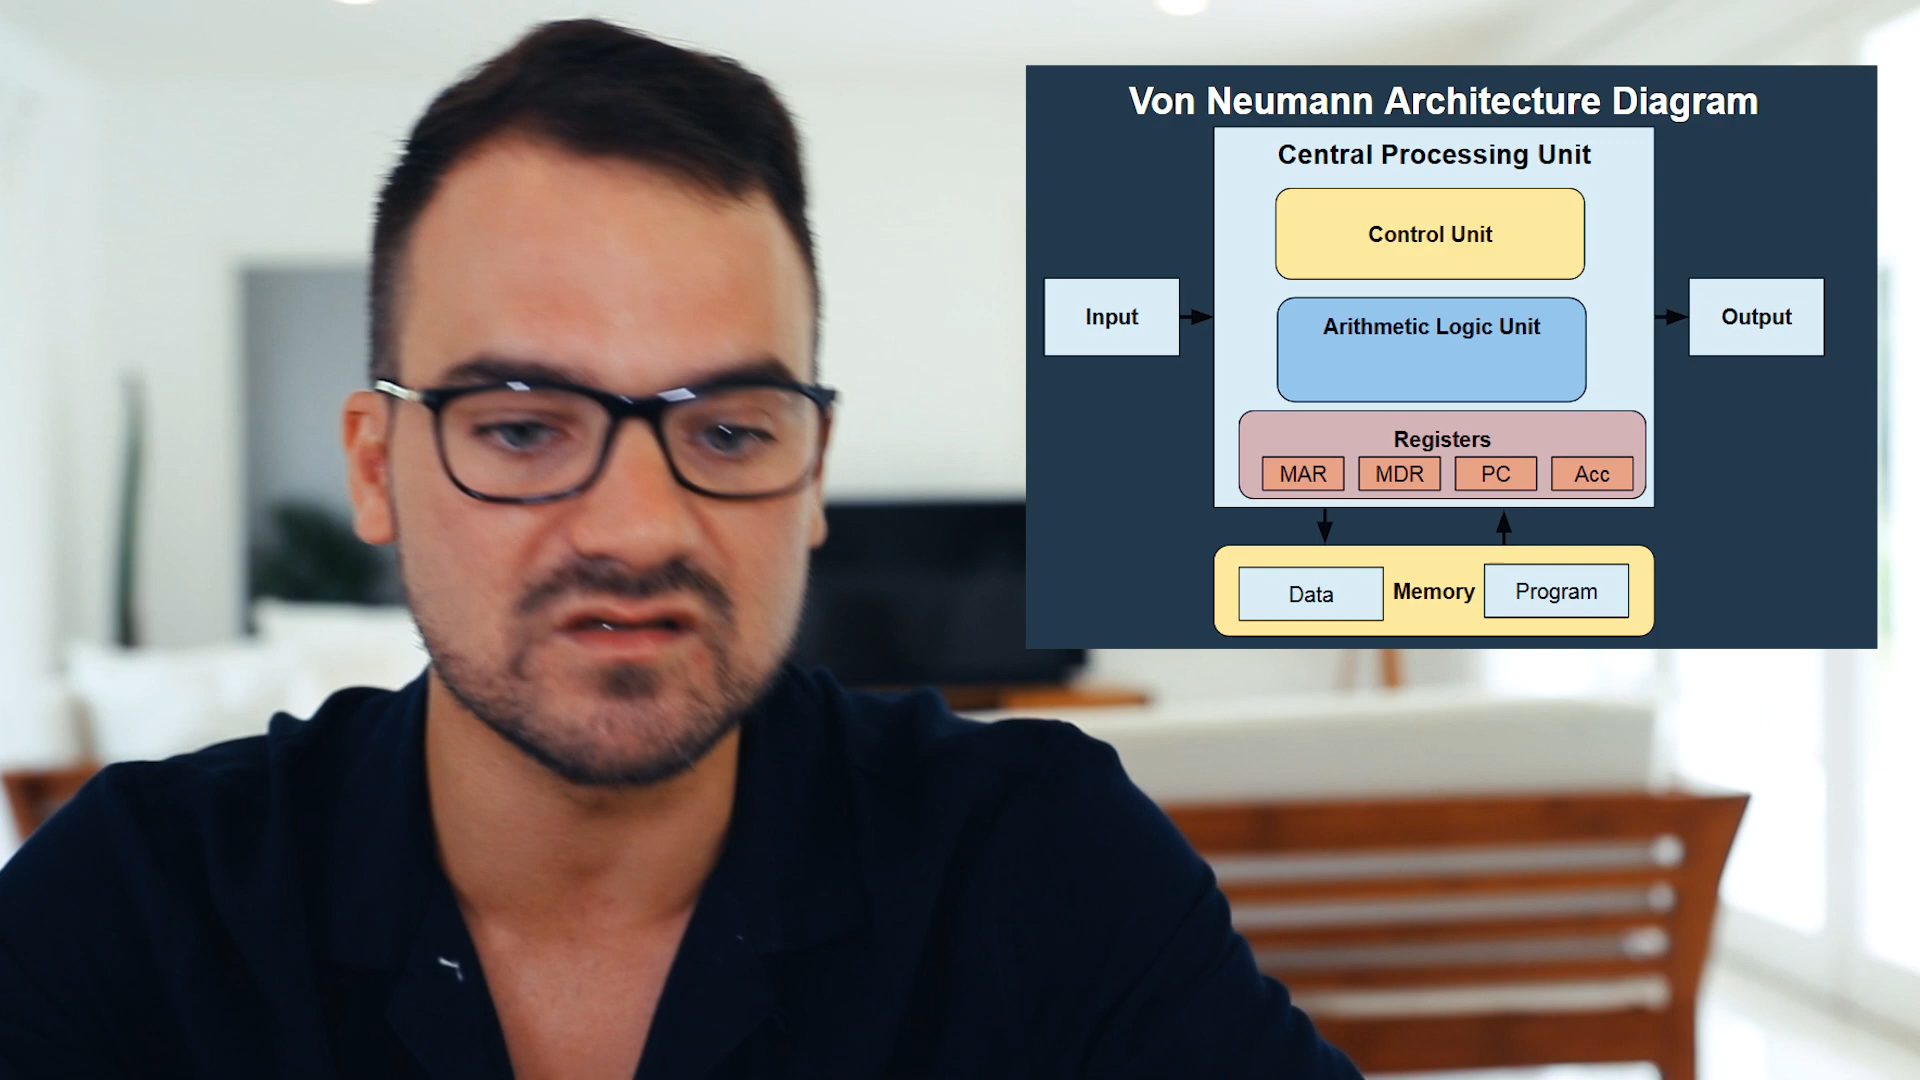 Von Neumann Architecture Diagram
Central Processing Unit
Control Unit
Input
Arithmetic Logic Unit
Output
Registers
MAR MDR PC Acc
Data Memory Program